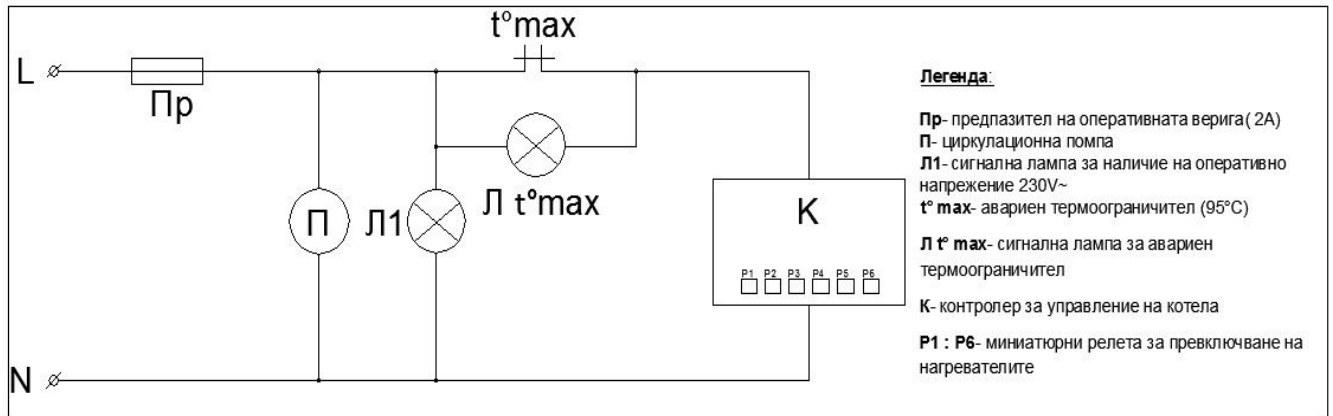 t°max
L
Пр
Л t°max
П
Л1
K
P1 P2 P3 P4 P5 P6
N
Легенда:
Пр- предпазител на оперативната верига( 2А)
П- циркулационна помпа
Л1- сигнална лампа за наличие на оперативно
напрежение 230V~
t° max- авариен термоограничител (95°С)
Л t° max- сигнална лампа за авариен
термоограничител
К- контролер за управление на котела
Р1 : Р6- миниатюрни релета за превключване на
нагревателите